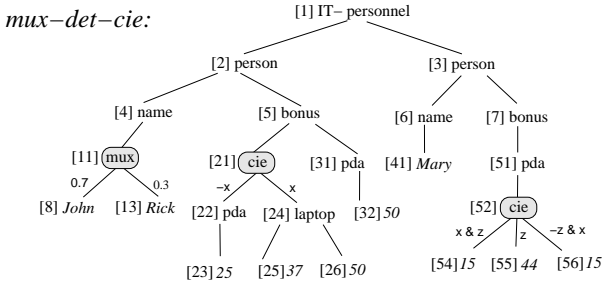 mux–det–cie:
[1] IT– personnel
[2] person
[3] person
[4] name
[5] bonus
[6] name
[7] bonus
[11] mux
[21] cie
[31] pda
[41] Mary
[51] pda
0.7
0.3
–x
x
[52] cie
[8] John
[13] Rick
[22] pda
[24] laptop
[32] 50
x & z
z
–z & x
[23] 25
[25] 37
[26] 50
[54] 15
[55] 44
[56] 15